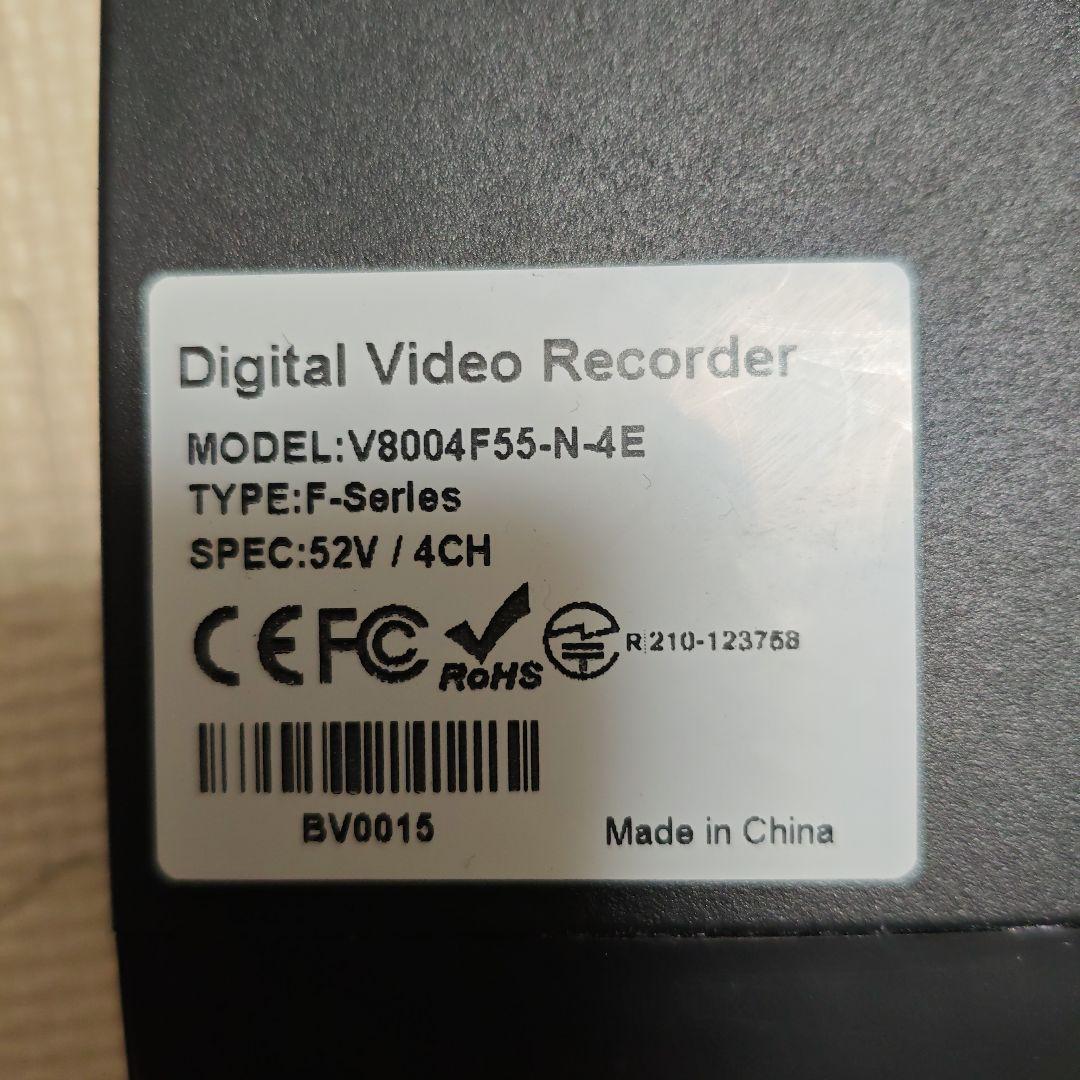 Digital Video Recorder
MODEL:V8004F55-N-4E
TYPE:F-Series
SPEC:52V / 4CH
CE FC RoHS R 210-123758
BV0015
Made in China